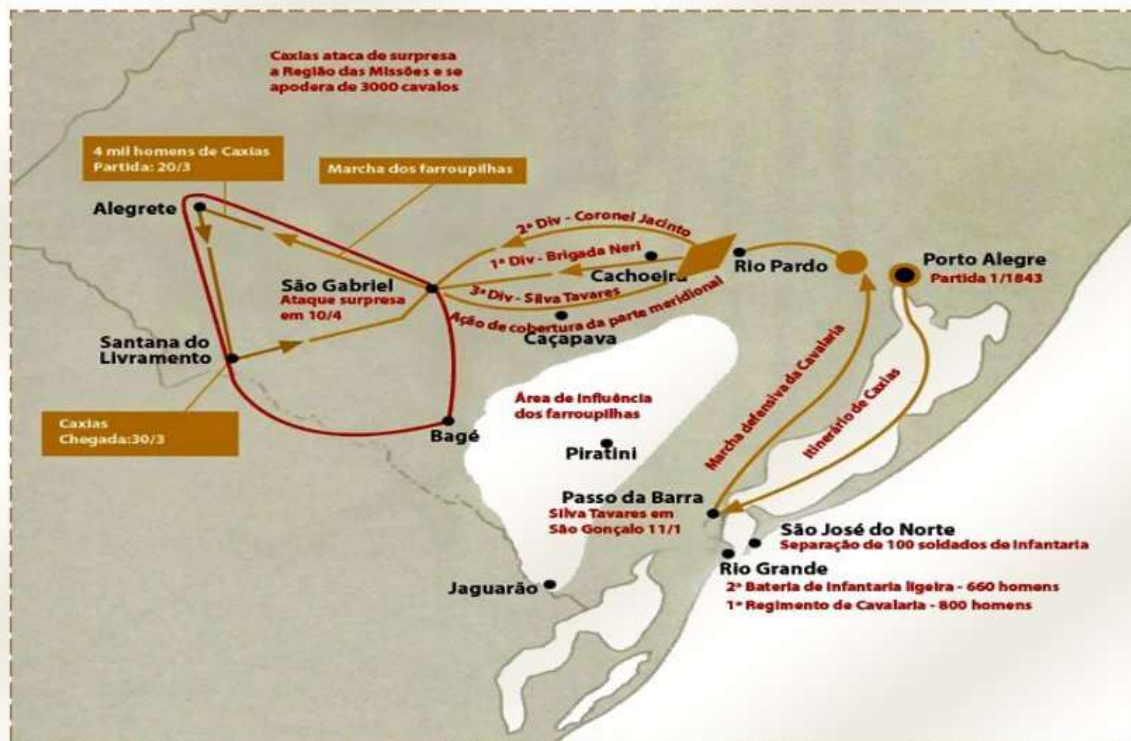 Caxias ataca de surpresa
a Região das Missões e se
apodera de 3000 cavalos
4 mil homens de Caxias
Partida: 20/3
Marcha dos farroupilhas
Alegrete
2ª Div - Coronel Jacinto
1ª Div - Brigada Neri
Cachoeira
Rio Pardo
Porto Alegre
Partida 1/1843
São Gabriel
Ataque surpresa
em 10/4
3ª Div - Silva Tavares
Ação de cobertura da parte meridional
Caçapava
Santana do
Livramento
Caxias
Chegada:30/3
Bagé
Área de influência
dos farroupilhas
Piratini
Marcha defensiva da Cavalaria
Itinerário de Caxias
Passo da Barra
Silva Tavares em
São Gonçalo 11/1
São José do Norte
Separação de 100 soldados de infantaria
Rio Grande
2ª Bateria de infantaria ligeira - 660 homens
1º Regimento de Cavalaria - 800 homens
Jaguarão